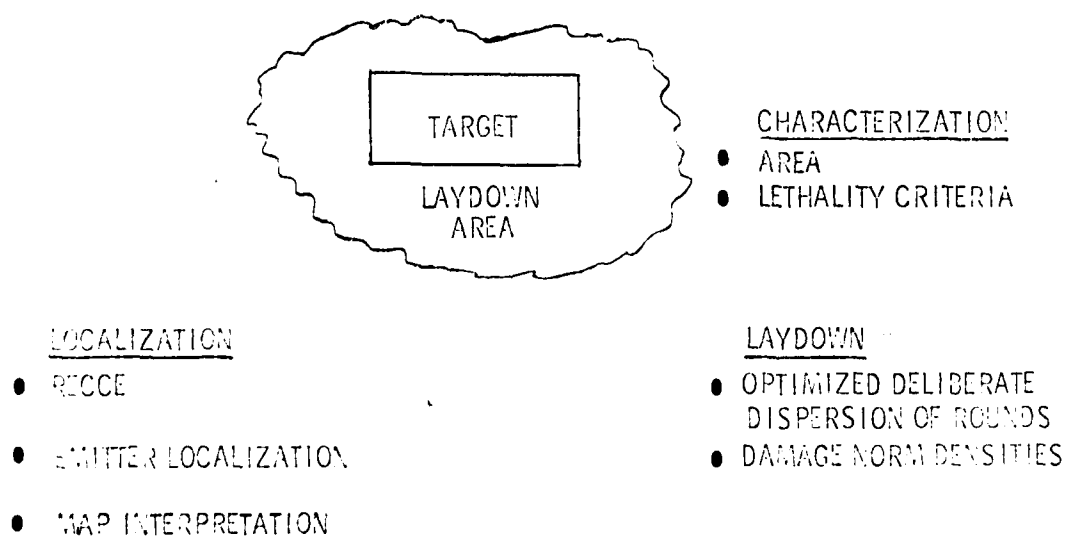 TARGET
LAYDOWN
AREA
CHARACTERIZATION
• AREA
• LETHALITY CRITERIA
LOCALIZATION
• RECCE
• EMITTER LOCALIZATION
• MAP INTERPRETATION
LAYDOWN
• OPTIMIZED DELIBERATE
DISPERSION OF ROUNDS
• DAMAGE NORM DENSITIES